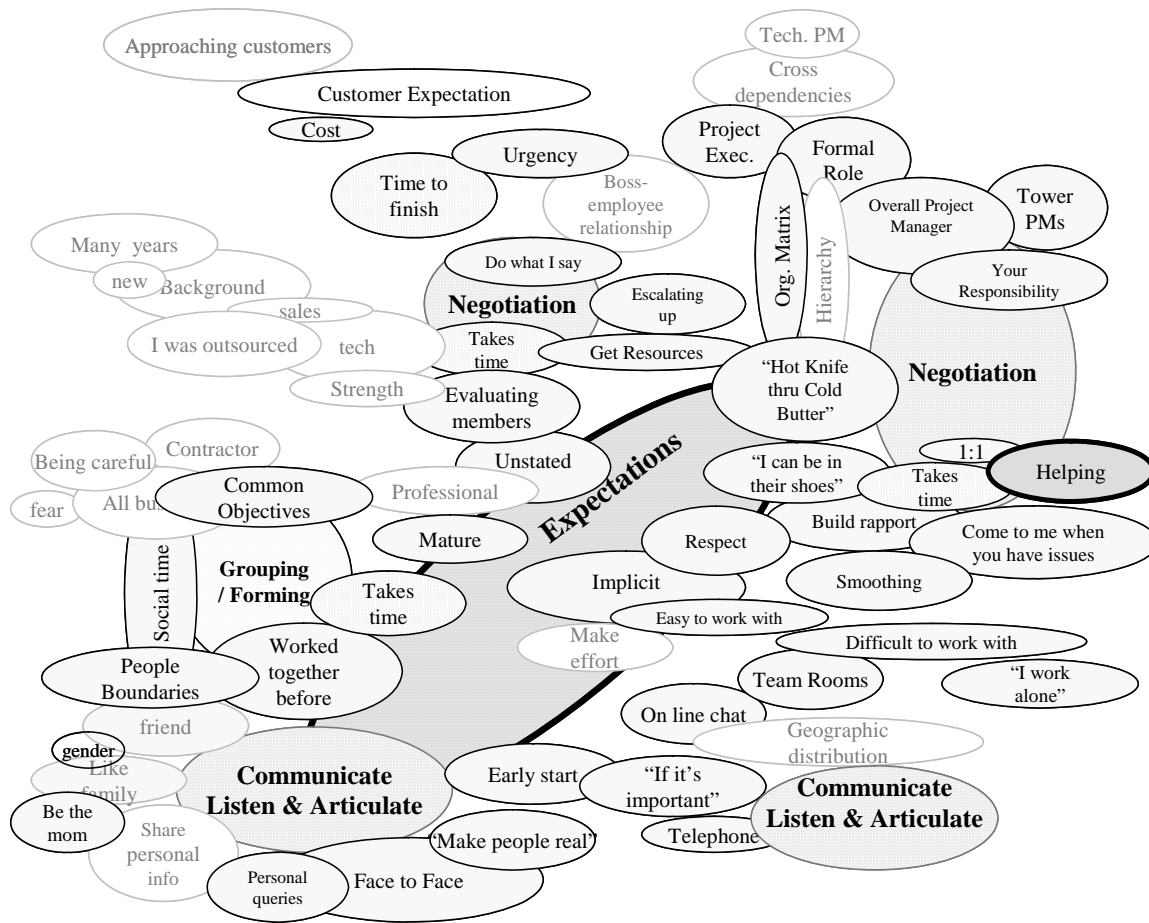 Approaching customers
Tech. PM
Cross
dependencies
Customer Expectation
Cost
Project
Exec.
Formal
Role
Urgency
Time to
finish
Boss-
employee
relationship
Org. Matrix
Hierarchy
Overall Project
Manager
Tower
PMs
Many  years
new
Background
sales
I was outsourced
tech
Strength
Do what I say
Negotiation
Escalating
up
Takes
time
Get Resources
Your
Responsibility
Evaluating
members
“Hot Knife
thru Cold
Butter”
Negotiation
Contractor
Being careful
fear
All bus
Common
Objectives
Professional
Unstated
Expectations
“I can be in
their shoes”
1:1
Takes
time
Helping
Mature
Respect
Build rapport
Come to me when
you have issues
Social time
Grouping
/ Forming
Takes
time
Implicit
Smoothing
Easy to work with
Make
effort
Difficult to work with
Worked
together
before
People
Boundaries
Team Rooms
“I work
alone”
friend
On line chat
Geographic
distribution
gender
Like
family
Communicate
Listen & Articulate
Early start
“If it’s
important”
Communicate
Listen & Articulate
Be the
mom
Share
personal
info
“Make people real”
Telephone
Personal
queries
Face to Face